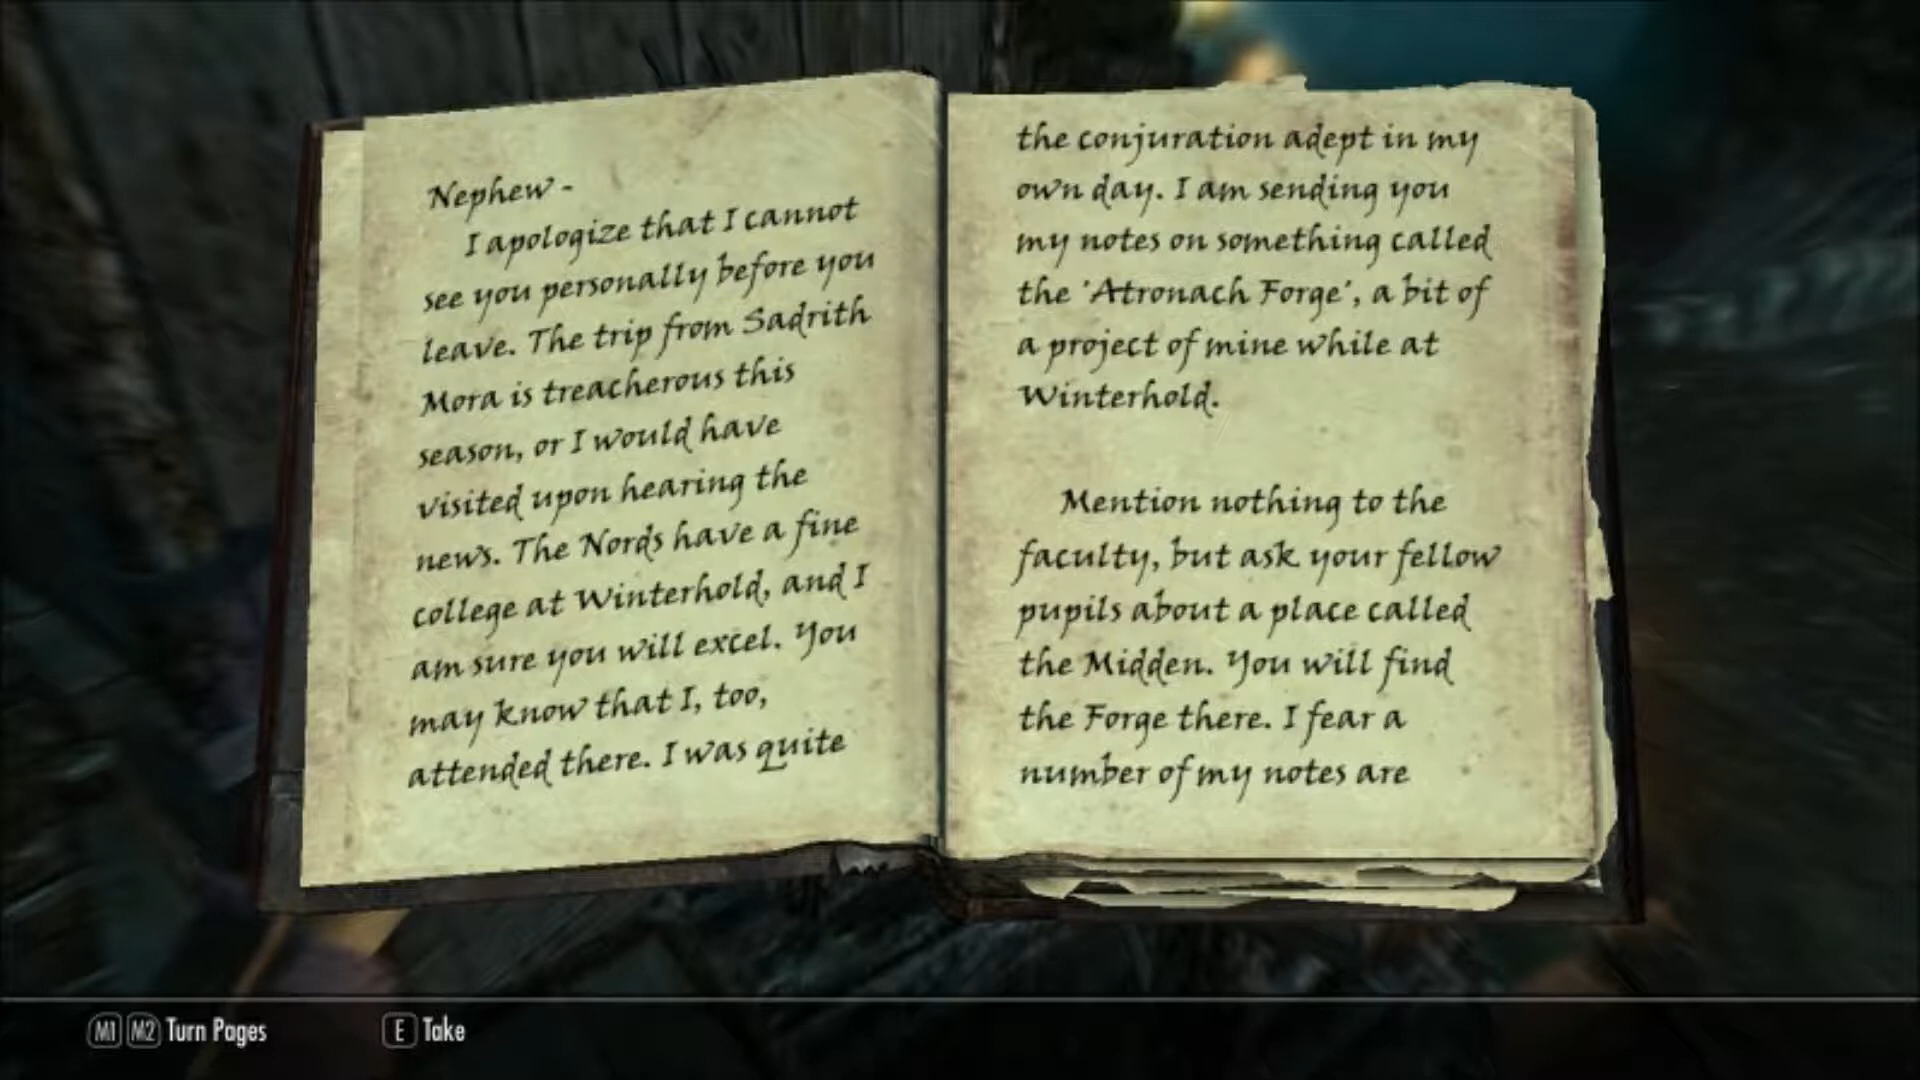 Nephew -
I apologize that I cannot
see you personally before you
leave. The trip from Sadrith
Mora is treacherous this
season, or I would have
visited upon hearing the
news. The Nords have a fine
college at Winterhold, and I
am sure you will excel. You
may know that I, too,
attended there. I was quite
the conjuration adept in my
own day. I am sending you
my notes on something called
the 'Atronach Forge', a bit of
a project of mine while at
Winterhold.
Mention nothing to the
faculty, but ask your fellow
pupils about a place called
the Midden. You will find
the Forge there. I fear a
number of my notes are
M1 M2 Turn Pages
E Take